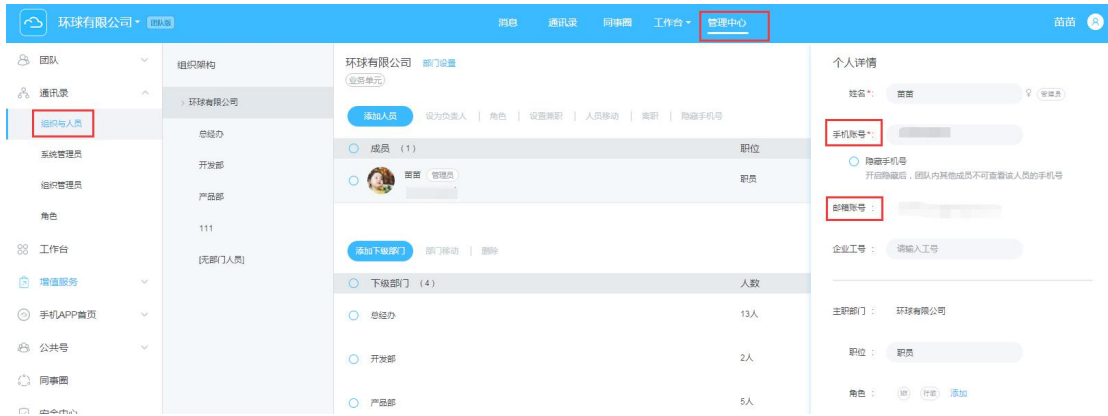 环球有限公司 团队版 消息 通讯录 同事圈 工作台 管理中心 苗苗
团队
通讯录
组织与人员
系统管理员
组织管理员
角色
工作台
增值服务
手机APP首页
公共号
同事圈
安全中心
组织架构
环球有限公司
总经办
开发部
产品部
111
[无部门人员]
环球有限公司 部门设置
业务单元
添加人员 设为负责人 | 角色 | 设置兼职 | 人员移动 | 离职 | 隐藏手机号
成员 (1) 职位
苗苗 管理员 职员
添加下级部门 部门移动 | 删除
下级部门 (4) 人数
总经办 13人
开发部 2人
产品部 5人
个人详情
姓名*: 苗苗 管理员
手机账号*:
隐藏手机号
开启隐藏后，团队内其他成员不可查看该人员的手机号
邮箱账号 :
企业工号 : 请输入工号
主职部门 : 环球有限公司
职位 : 职员
角色 : 添加